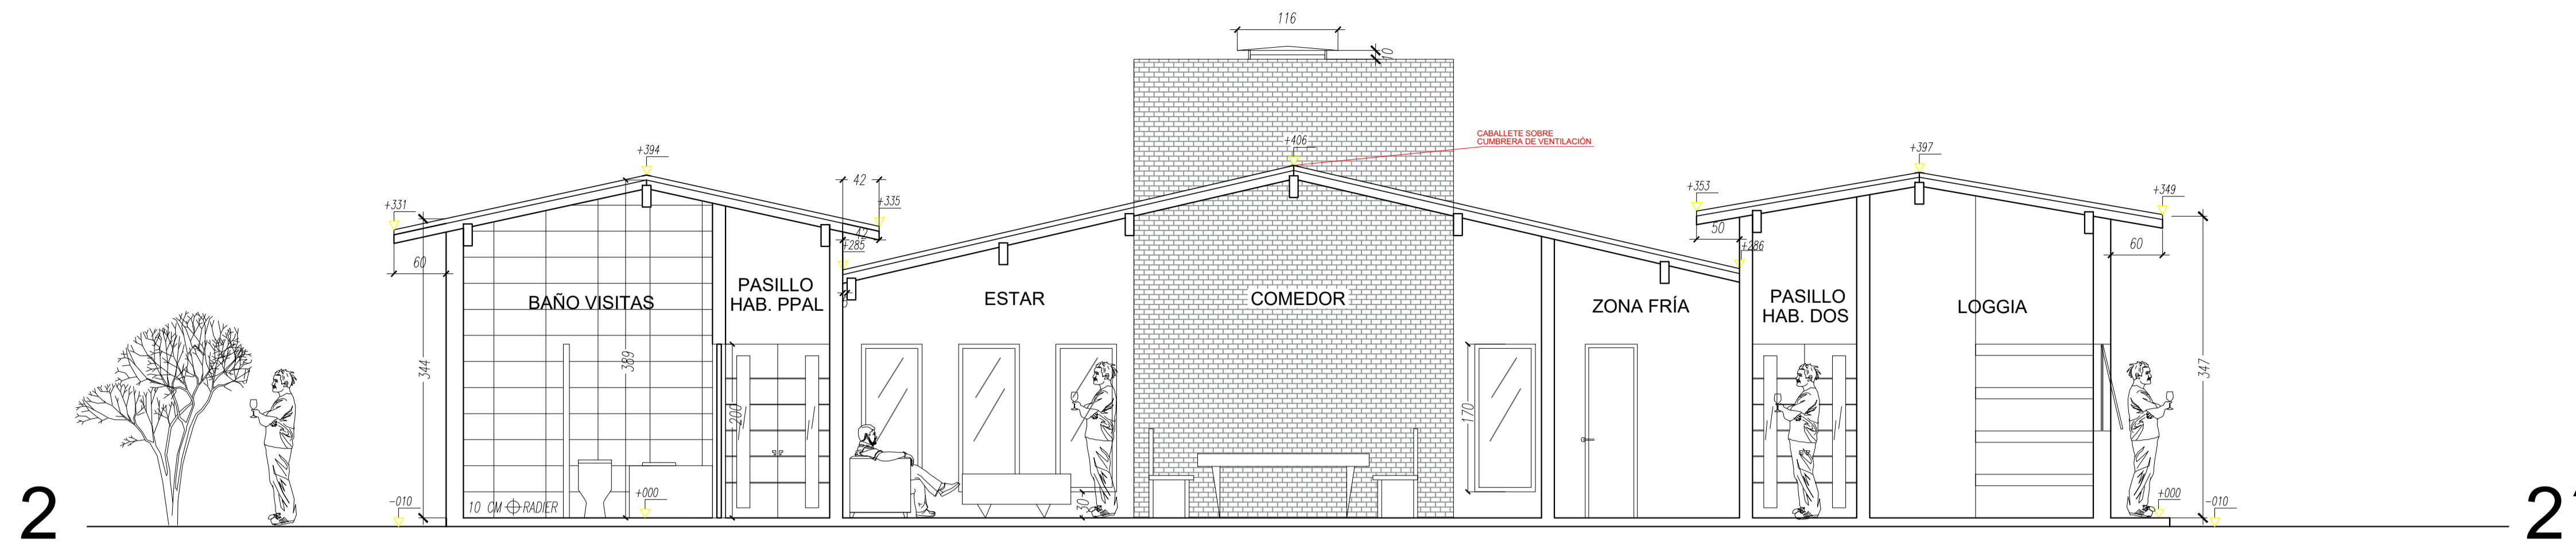 116
10
CABALLETE SOBRE
CUMBRERA DE VENTILACIÓN
+406
+394
+397
+331
42
+335
+353
+349
42
+285
50
+286
60
60
BAÑO VISITAS
PASILLO
HAB. PPAL
ESTAR
COMEDOR
ZONA FRÍA
PASILLO
HAB. DOS
LOGGIA
344
389
200
170
347
30
-010
10 CM RADIER
+000
+000
-010
2
2'